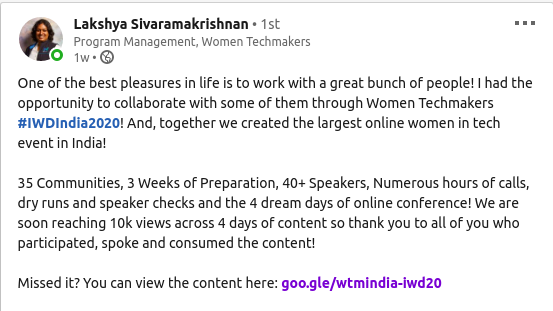 Lakshya Sivaramakrishnan • 1st
Program Management, Women Techmakers
1w •
One of the best pleasures in life is to work with a great bunch of people! I had the
opportunity to collaborate with some of them through Women Techmakers
#IWDIndia2020! And, together we created the largest online women in tech
event in India!
35 Communities, 3 Weeks of Preparation, 40+ Speakers, Numerous hours of calls,
dry runs and speaker checks and the 4 dream days of online conference! We are
soon reaching 10k views across 4 days of content so thank you to all of you who
participated, spoke and consumed the content!
Missed it? You can view the content here: goo.gle/wtmindia-iwd20